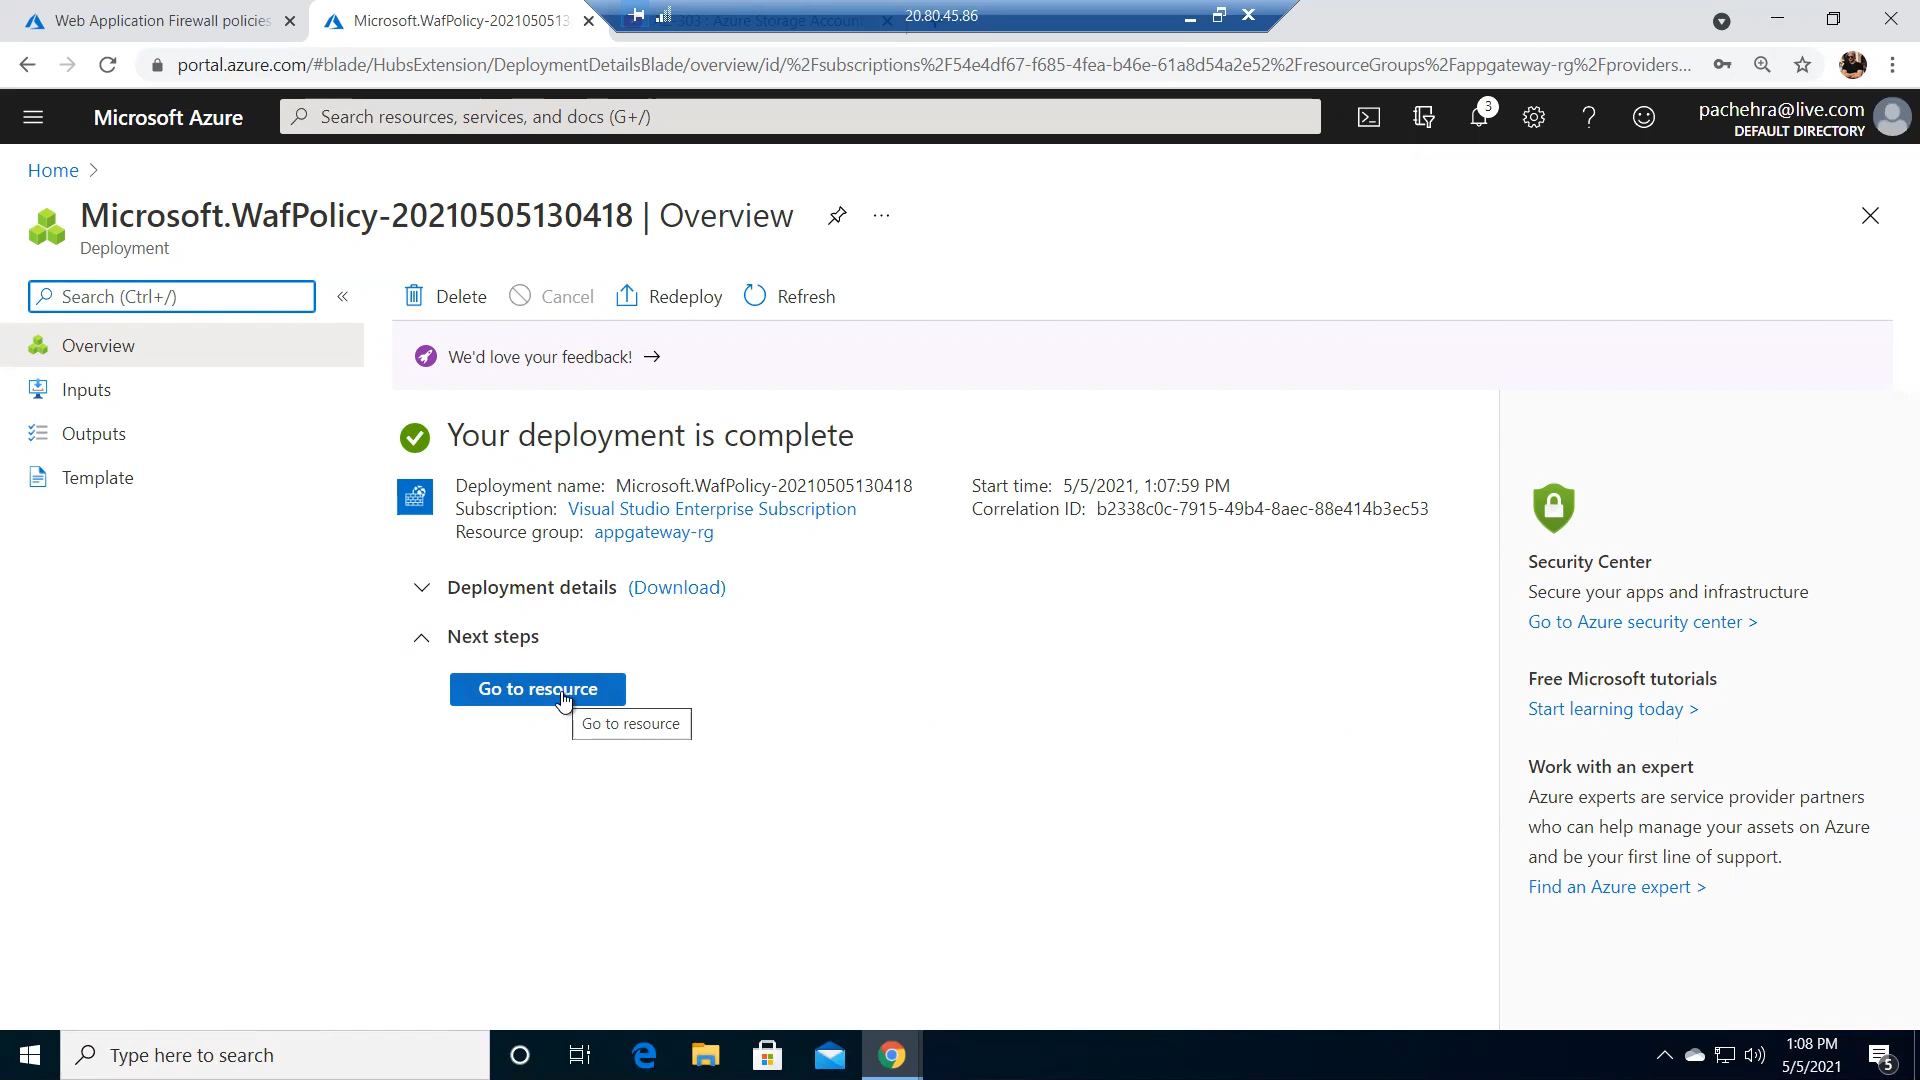 Web Application Firewall policies
Microsoft.WafPolicy-2021050513
303 : Azure Storage Account
20.80.45.86
portal.azure.com/#blade/HubsExtension/DeploymentDetailsBlade/overview/id/%2Fsubscriptions%2F54e4df67-f685-4fea-b46e-61a8d54a2e52%2FresourceGroups%2Fappgateway-rg%2Fproviders...
Microsoft Azure
Search resources, services, and docs (G+/)
3
pachehra@live.com
DEFAULT DIRECTORY
Home
Microsoft.WafPolicy-20210505130418 | Overview
Deployment
Search (Ctrl+/)
Delete
Cancel
Redeploy
Refresh
Overview
Inputs
Outputs
Template
We'd love your feedback!
Your deployment is complete
Deployment name: Microsoft.WafPolicy-20210505130418
Subscription: Visual Studio Enterprise Subscription
Resource group: appgateway-rg
Start time: 5/5/2021, 1:07:59 PM
Correlation ID: b2338c0c-7915-49b4-8aec-88e414b3ec53
Deployment details (Download)
Next steps
Go to resource
Go to resource
Security Center
Secure your apps and infrastructure
Go to Azure security center >
Free Microsoft tutorials
Start learning today >
Work with an expert
Azure experts are service provider partners
who can help manage your assets on Azure
and be your first line of support.
Find an Azure expert >
Type here to search
1:08 PM
5/5/2021
5